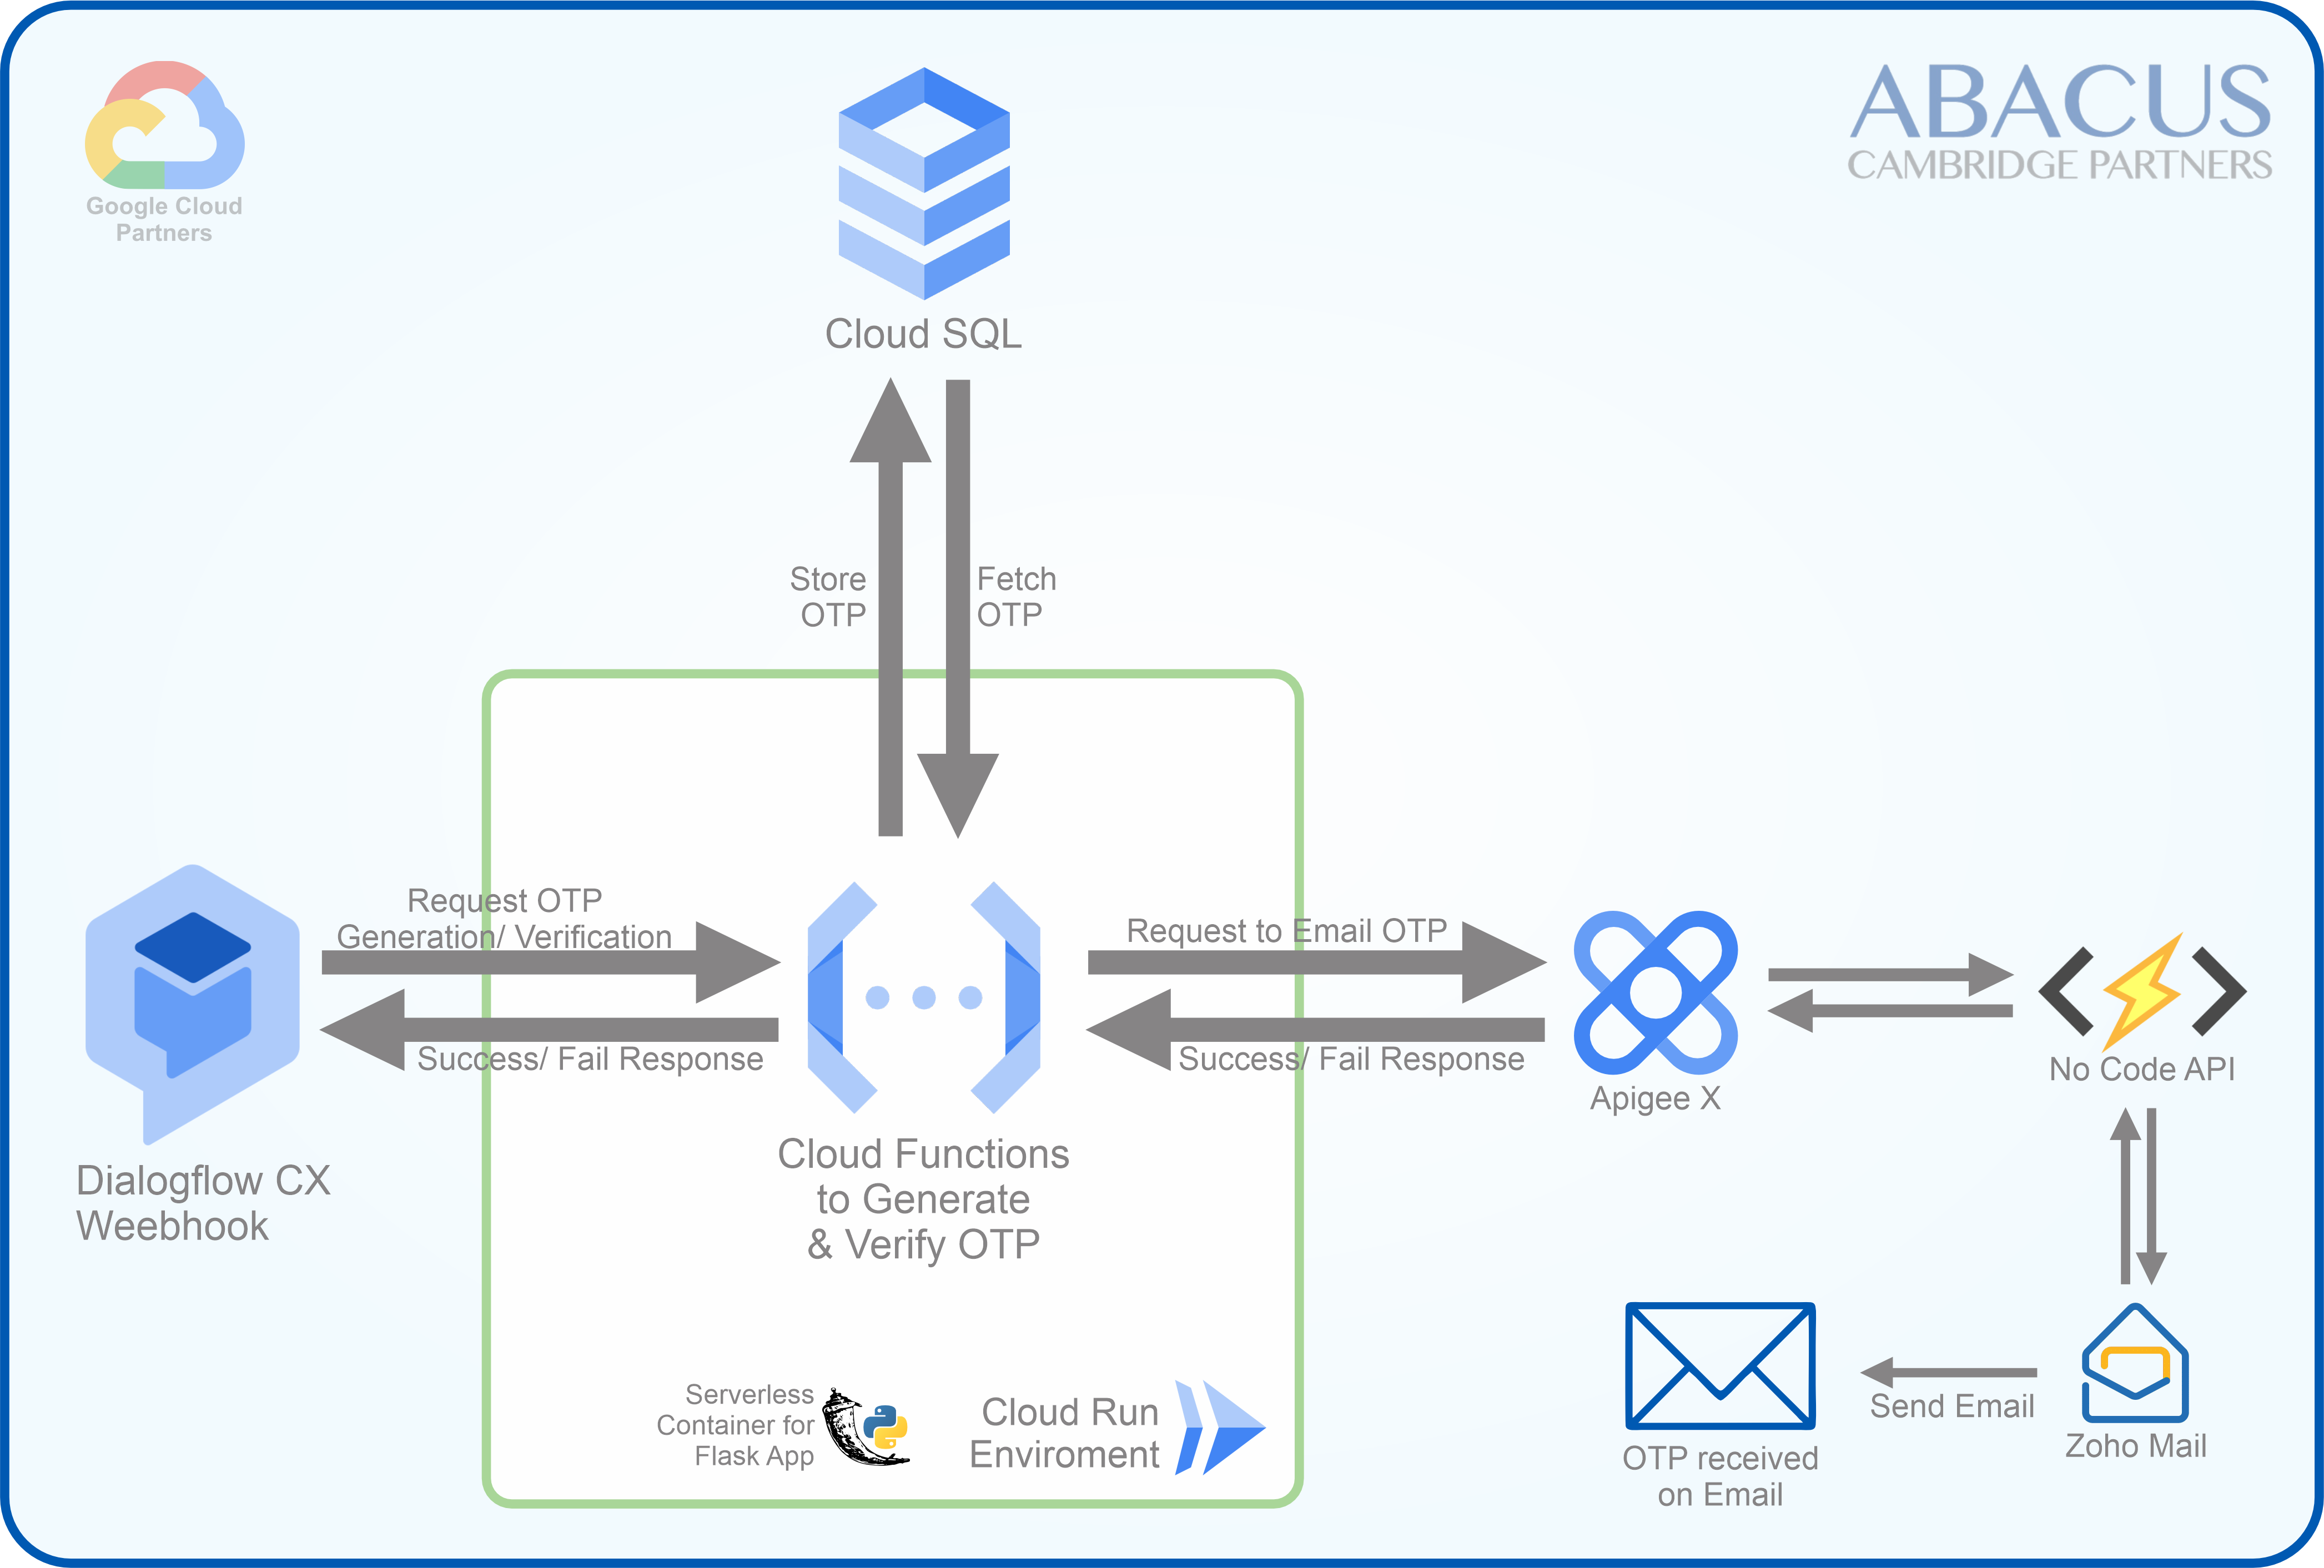 Google Cloud
Partners
ABACUS
CAMBRIDGE PARTNERS
Cloud SQL
Store
OTP
Fetch
OTP
Request OTP
Generation/ Verification
Success/ Fail Response
Request to Email OTP
Success/ Fail Response
Dialogflow CX
Weebhook
Cloud Functions
to Generate
& Verify OTP
Apigee X
No Code API
Serverless
Container for
Flask App
Cloud Run
Enviroment
Send Email
Zoho Mail
OTP received
on Email